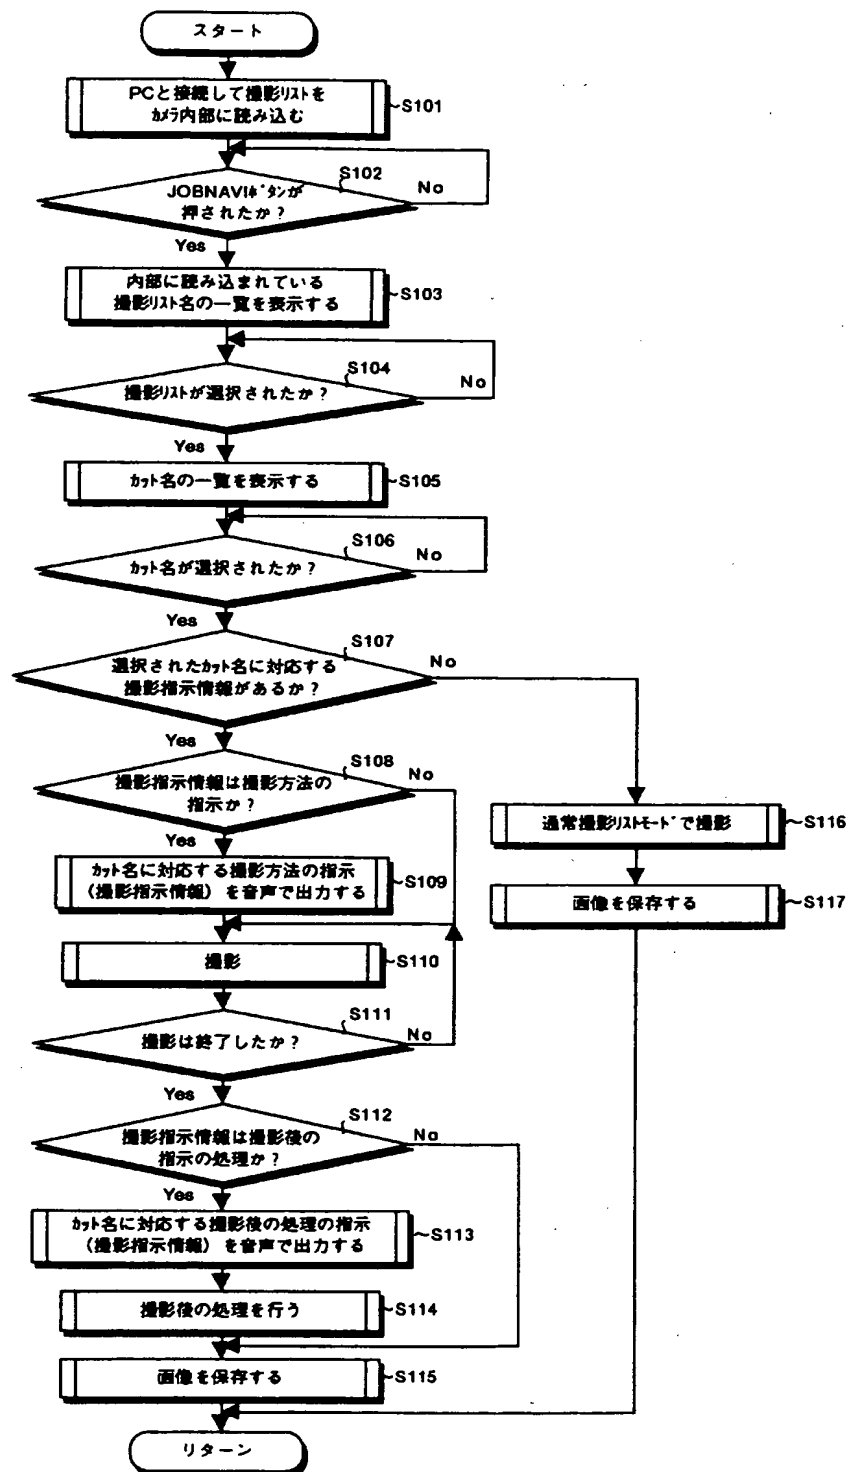 スタート
PCと接続して撮影ﾘｽﾄを
ｶﾒﾗ内部に読み込む
S101
S102
JOBNAVIﾎﾞﾀﾝが
押されたか？
No
Yes
内部に読み込まれている
撮影ﾘｽﾄ名の一覧を表示する
S103
S104
撮影ﾘｽﾄが選択されたか？
No
Yes
ｶｯﾄ名の一覧を表示する
S105
S106
ｶｯﾄ名が選択されたか？
No
Yes
S107
選択されたｶｯﾄ名に対応する
撮影指示情報があるか？
No
Yes
S108
撮影指示情報は撮影方法の
指示か？
No
Yes
ｶｯﾄ名に対応する撮影方法の指示
（撮影指示情報）を音声で出力する
S109
通常撮影ﾘｽﾄﾓｰﾄﾞで撮影
S116
画像を保存する
S117
撮影
S110
S111
撮影は終了したか？
No
Yes
S112
撮影指示情報は撮影後の
指示の処理か？
No
Yes
ｶｯﾄ名に対応する撮影後の処理の指示
（撮影指示情報）を音声で出力する
S113
撮影後の処理を行う
S114
画像を保存する
S115
リターン